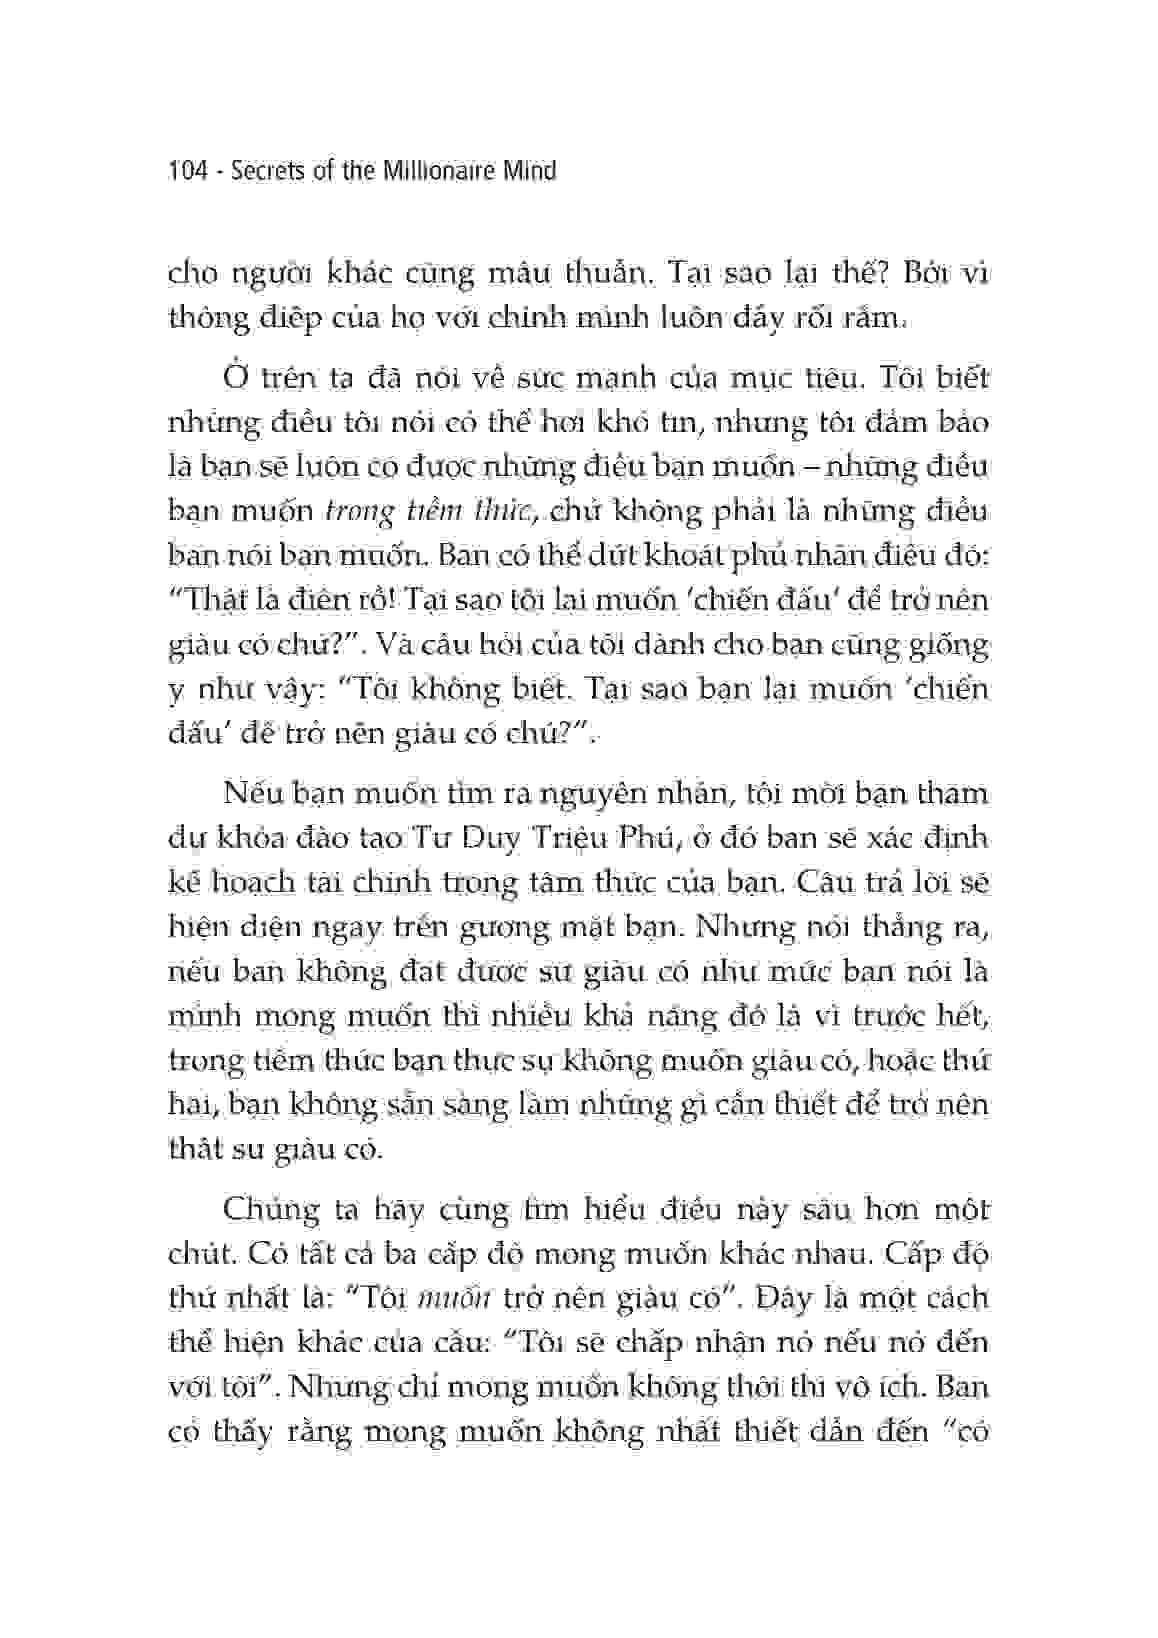 104 - Secrets of the Millionaire Mind
cho người khác cũng mâu thuẫn. Tại sao lại thế? Bởi vì
thông điệp của họ với chính mình luôn đầy rối rắm.
Ở trên ta đã nói về sức mạnh của mục tiêu. Tôi biết
những điều tôi nói có thể hơi khó tin, nhưng tôi đảm bảo
là bạn sẽ luôn có được những điều bạn muốn – những điều
bạn muốn trong tiềm thức, chứ không phải là những điều
bạn nói bạn muốn. Bạn có thể dứt khoát phủ nhận điều đó:
“Thật là điên rồ! Tại sao tôi lại muốn ‘chiến đấu’ để trở nên
giàu có chứ?”. Và câu hỏi của tôi dành cho bạn cũng giống
y như vậy: “Tôi không biết. Tại sao bạn lại muốn ‘chiến
đấu’ để trở nên giàu có chứ?”.
Nếu bạn muốn tìm ra nguyên nhân, tôi mời bạn tham
dự khóa đào tạo Tư Duy Triệu Phú, ở đó bạn sẽ xác định
kế hoạch tài chính trong tâm thức của bạn. Câu trả lời sẽ
hiện diện ngay trên gương mặt bạn. Nhưng nói thẳng ra,
nếu bạn không đạt được sự giàu có như mức bạn nói là
mình mong muốn thì nhiều khả năng đó là vì trước hết,
trong tiềm thức bạn thực sự không muốn giàu có, hoặc thứ
hai, bạn không sẵn sàng làm những gì cần thiết để trở nên
thật sự giàu có.
Chúng ta hãy cùng tìm hiểu điều này sâu hơn một
chút. Có tất cả ba cấp độ mong muốn khác nhau. Cấp độ
thứ nhất là: “Tôi muốn trở nên giàu có”. Đây là một cách
thể hiện khác của câu: “Tôi sẽ chấp nhận nó nếu nó đến
với tôi”. Nhưng chỉ mong muốn không thôi thì vô ích. Bạn
có thấy rằng mong muốn không nhất thiết dẫn đến “có